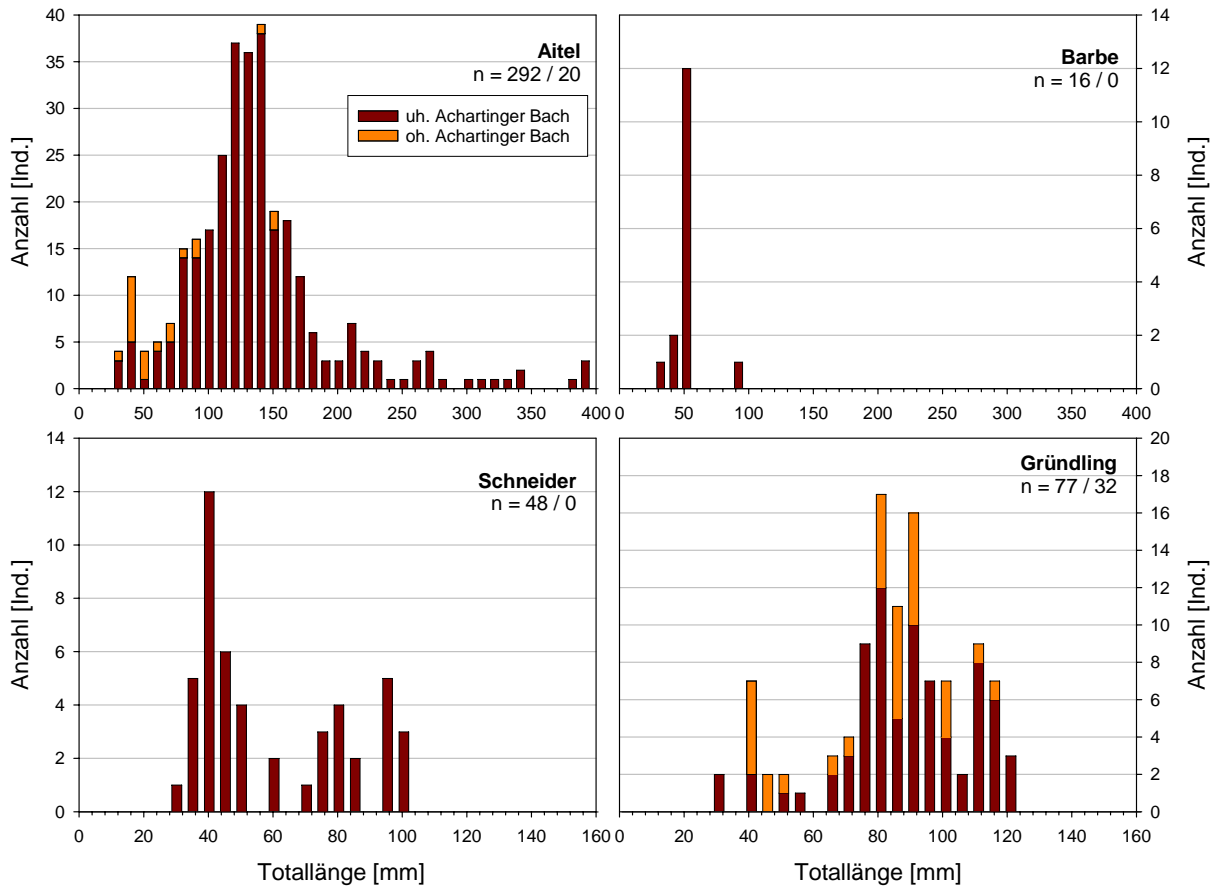 Aitel
n = 292 / 20
uh. Achartinger Bach
oh. Achartinger Bach
Anzahl [Ind.]
40
35
30
25
20
15
10
5
0
0 50 100 150 200 250 300 350 400
Barbe
n = 16 / 0
Anzahl [Ind.]
14
12
10
8
6
4
2
0
0 50 100 150 200 250 300 350 400
Schneider
n = 48 / 0
Anzahl [Ind.]
14
12
10
8
6
4
2
0
0 20 40 60 80 100 120 140 160
Totallänge [mm]
Gründling
n = 77 / 32
Anzahl [Ind.]
20
18
16
14
12
10
8
6
4
2
0
0 20 40 60 80 100 120 140 160
Totallänge [mm]